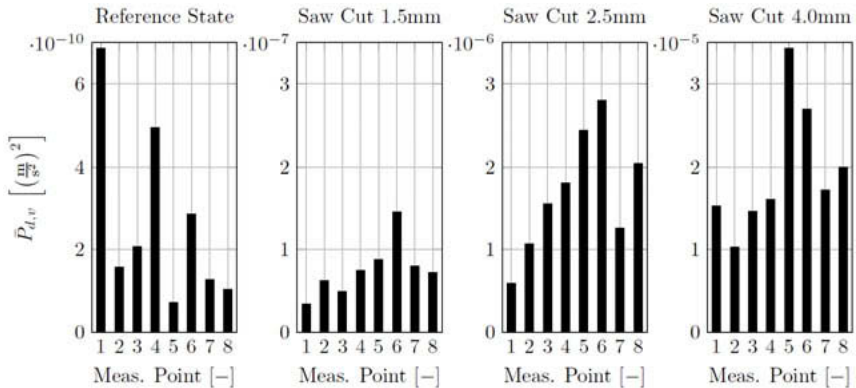 Reference State
Saw Cut 1.5mm
Saw Cut 2.5mm
Saw Cut 4.0mm
·10−10
·10−7
·10−6
·10−5
6
4
2
0
3
2
1
0
3
2
1
0
3
2
1
0
P̄d,v [(m/s²)²]
1 2 3 4 5 6 7 8
1 2 3 4 5 6 7 8
1 2 3 4 5 6 7 8
1 2 3 4 5 6 7 8
Meas. Point [−]
Meas. Point [−]
Meas. Point [−]
Meas. Point [−]